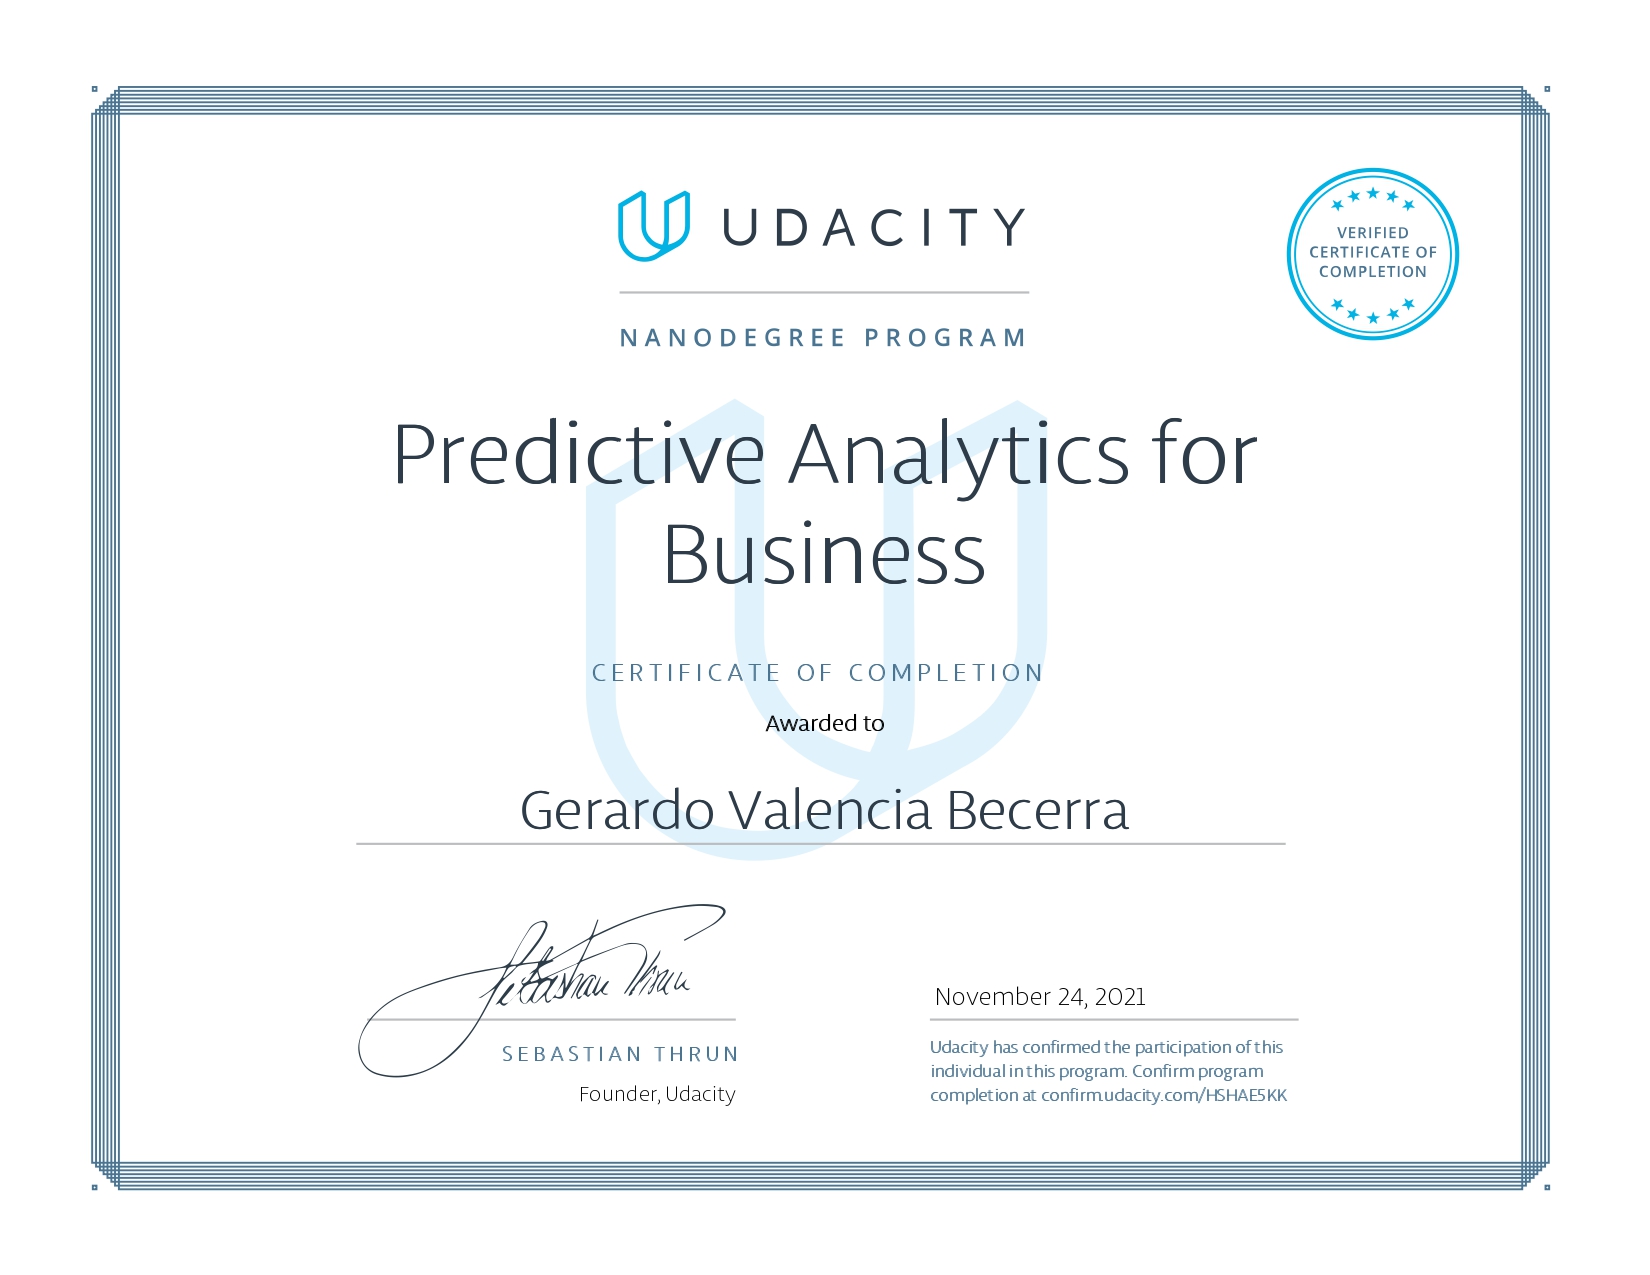 UDACITY
VERIFIED
CERTIFICATE OF
COMPLETION
NANODEGREE PROGRAM
Predictive Analytics for
Business
CERTIFICATE OF COMPLETION
Awarded to
Gerardo Valencia Becerra
Sebastian Thrun
November 24, 2021
SEBASTIAN THRUN
Founder, Udacity
Udacity has confirmed the participation of this
individual in this program. Confirm program
completion at confirm.udacity.com/HSHAE5KK